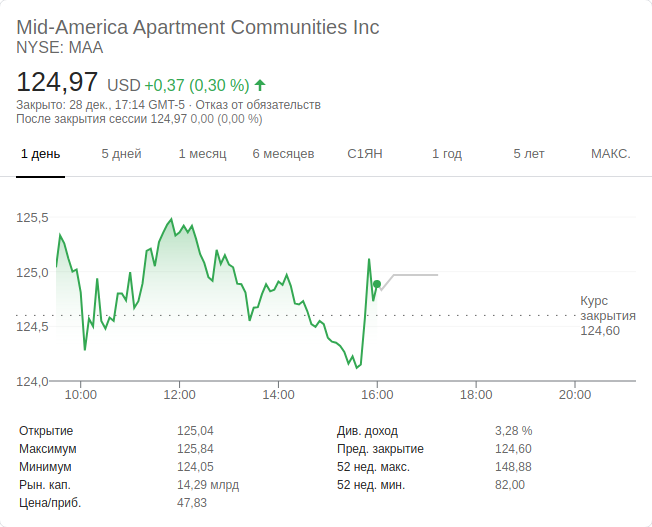 Mid-America Apartment Communities Inc
NYSE: MAA
124,97 USD +0,37 (0,30 %)
Закрыто: 28 дек., 17:14 GMT-5 · Отказ от обязательств
После закрытия сессии 124,97 0,00 (0,00 %)
1 день 5 дней 1 месяц 6 месяцев С1ЯН 1 год 5 лет МАКС.
125,5
125,0
124,5
124,0
Курс
закрытия
124,60
10:00 12:00 14:00 16:00 18:00 20:00
Открытие 125,04 Див. доход 3,28 %
Максимум 125,84 Пред. закрытие 124,60
Минимум 124,05 52 нед. макс. 148,88
Рын. кап. 14,29 млрд 52 нед. мин. 82,00
Цена/приб. 47,83